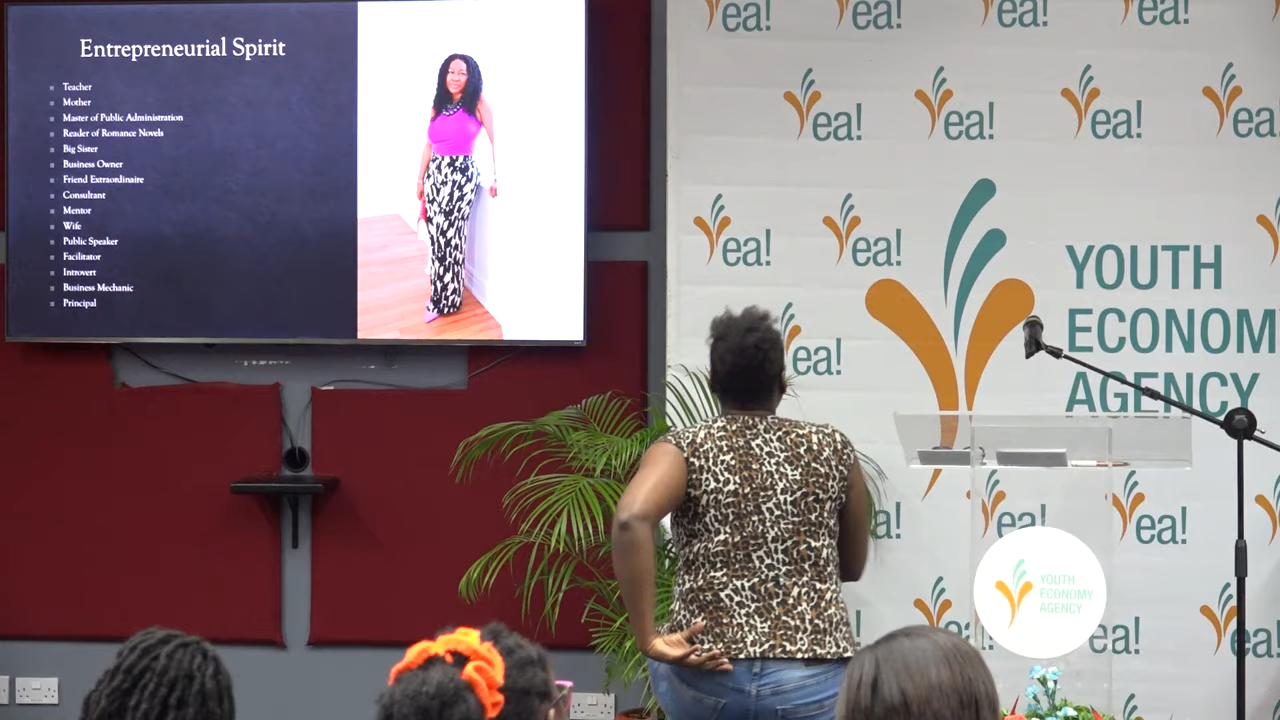 Entrepreneurial Spirit
Teacher
Mother
Master of Public Administration
Reader of Romance Novels
Big Sister
Business Owner
Friend Extraordinaire
Consultant
Mentor
Wife
Public Speaker
Facilitator
Introvert
Business Mechanic
Principal
ea!
ea!
ea!
ea!
ea!
ea!
ea!
ea
ea!
ea!
ea!
YOUTH
ECONOM
AGENCY
a!
ea!
ea!
YOUTH
ECONOMY
AGENCY
ea!
ea!